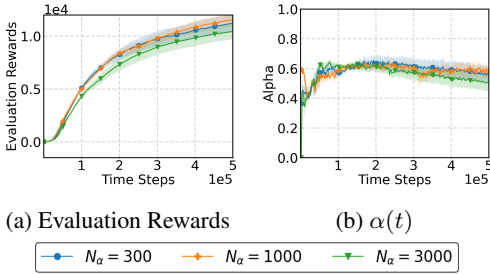 1e4
1.0
0.5
0.0
Evaluation Rewards
1 2 3 4 5
Time Steps
1e5
1.0
0.8
0.6
0.4
0.2
0.0
Alpha
1 2 3 4 5
Time Steps
1e5
(a) Evaluation Rewards
(b) α(t)
N_α = 300 N_α = 1000 N_α = 3000